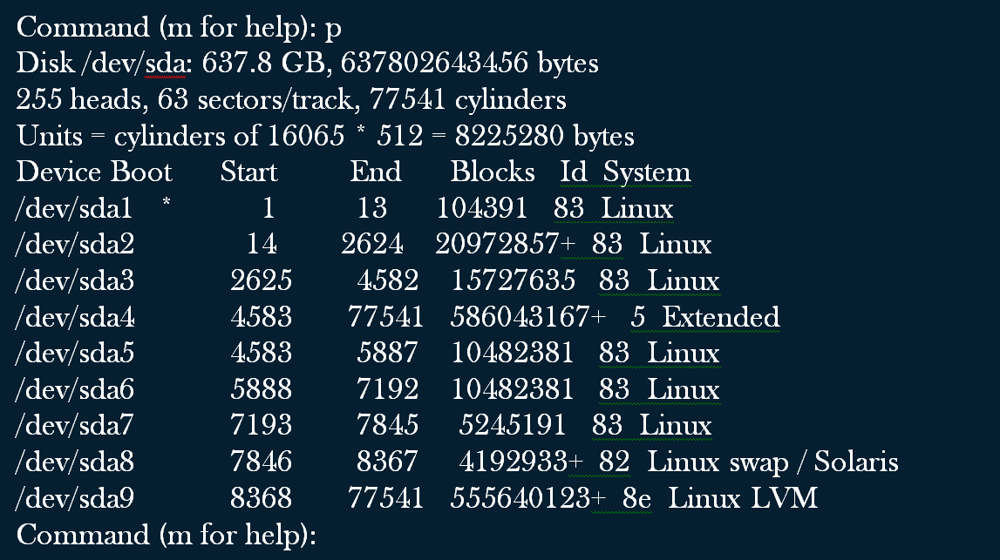 Command (m for help): p
Disk /dev/sda: 637.8 GB, 637802643456 bytes
255 heads, 63 sectors/track, 77541 cylinders
Units = cylinders of 16065 * 512 = 8225280 bytes
Device Boot Start End Blocks Id System
/dev/sda1 * 1 13 104391 83 Linux
/dev/sda2 14 2624 20972857+ 83 Linux
/dev/sda3 2625 4582 15727635 83 Linux
/dev/sda4 4583 77541 586043167+ 5 Extended
/dev/sda5 4583 5887 10482381 83 Linux
/dev/sda6 5888 7192 10482381 83 Linux
/dev/sda7 7193 7845 5245191 83 Linux
/dev/sda8 7846 8367 4192933+ 82 Linux swap / Solaris
/dev/sda9 8368 77541 555640123+ 8e Linux LVM
Command (m for help):